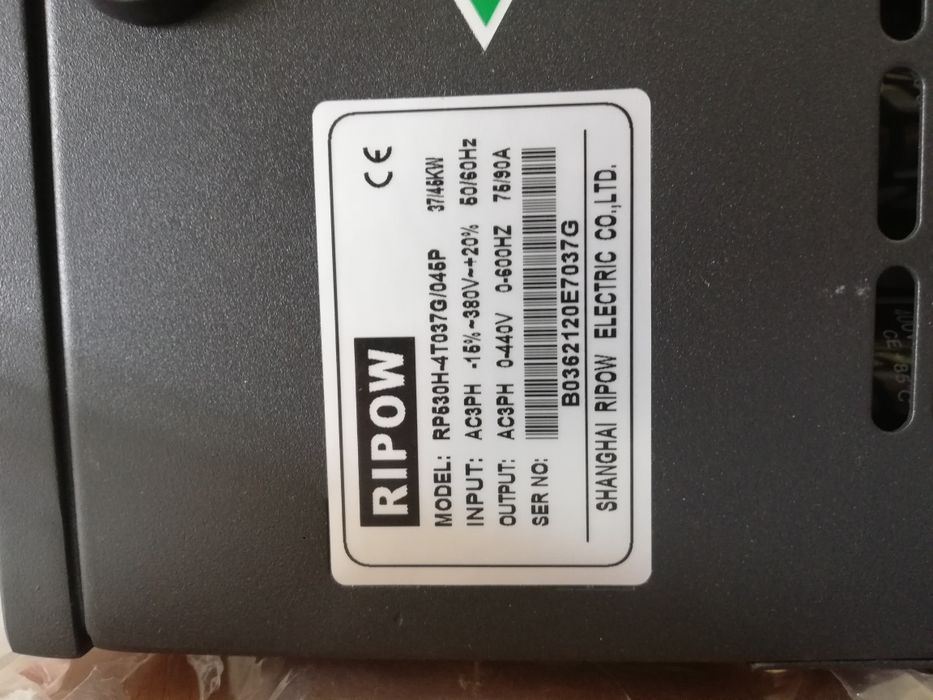 RIPOW
CE
MODEL: RP530H-4T037G/045P 37/45KW
INPUT: AC3PH -15%~380V~+20% 50/60Hz
OUTPUT: AC3PH 0-440V 0-600HZ 75/90A
SER NO:
B0362120E7037G
SHANGHAI RIPOW ELECTRIC CO.,LTD.